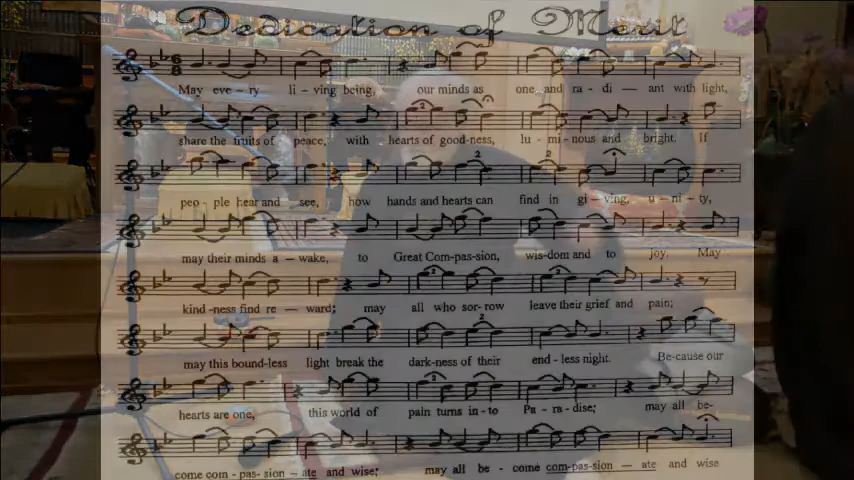 Dedication of Merit
May eve - ry li - ving being, our minds as one and ra - di - ant with light,
share the fruits of peace, with hearts of good-ness, lu - mi - nous and bright. If
peo - ple hear and see, how hands and hearts can find in gi - ving, u - ni - ty,
may their minds a - wake, to Great Com-pas-sion, wis-dom and to joy. May
kind -ness find re - ward; may all who sor- row leave their grief and pain;
may this bound-less light break the dark-ness of their end - less night. Be-cause our
hearts are one, this world of pain turns in - to Pa - ra - dise; may all be-
come com - pas- sion - ate and wise; may all be - come com-pas-sion - ate and wise